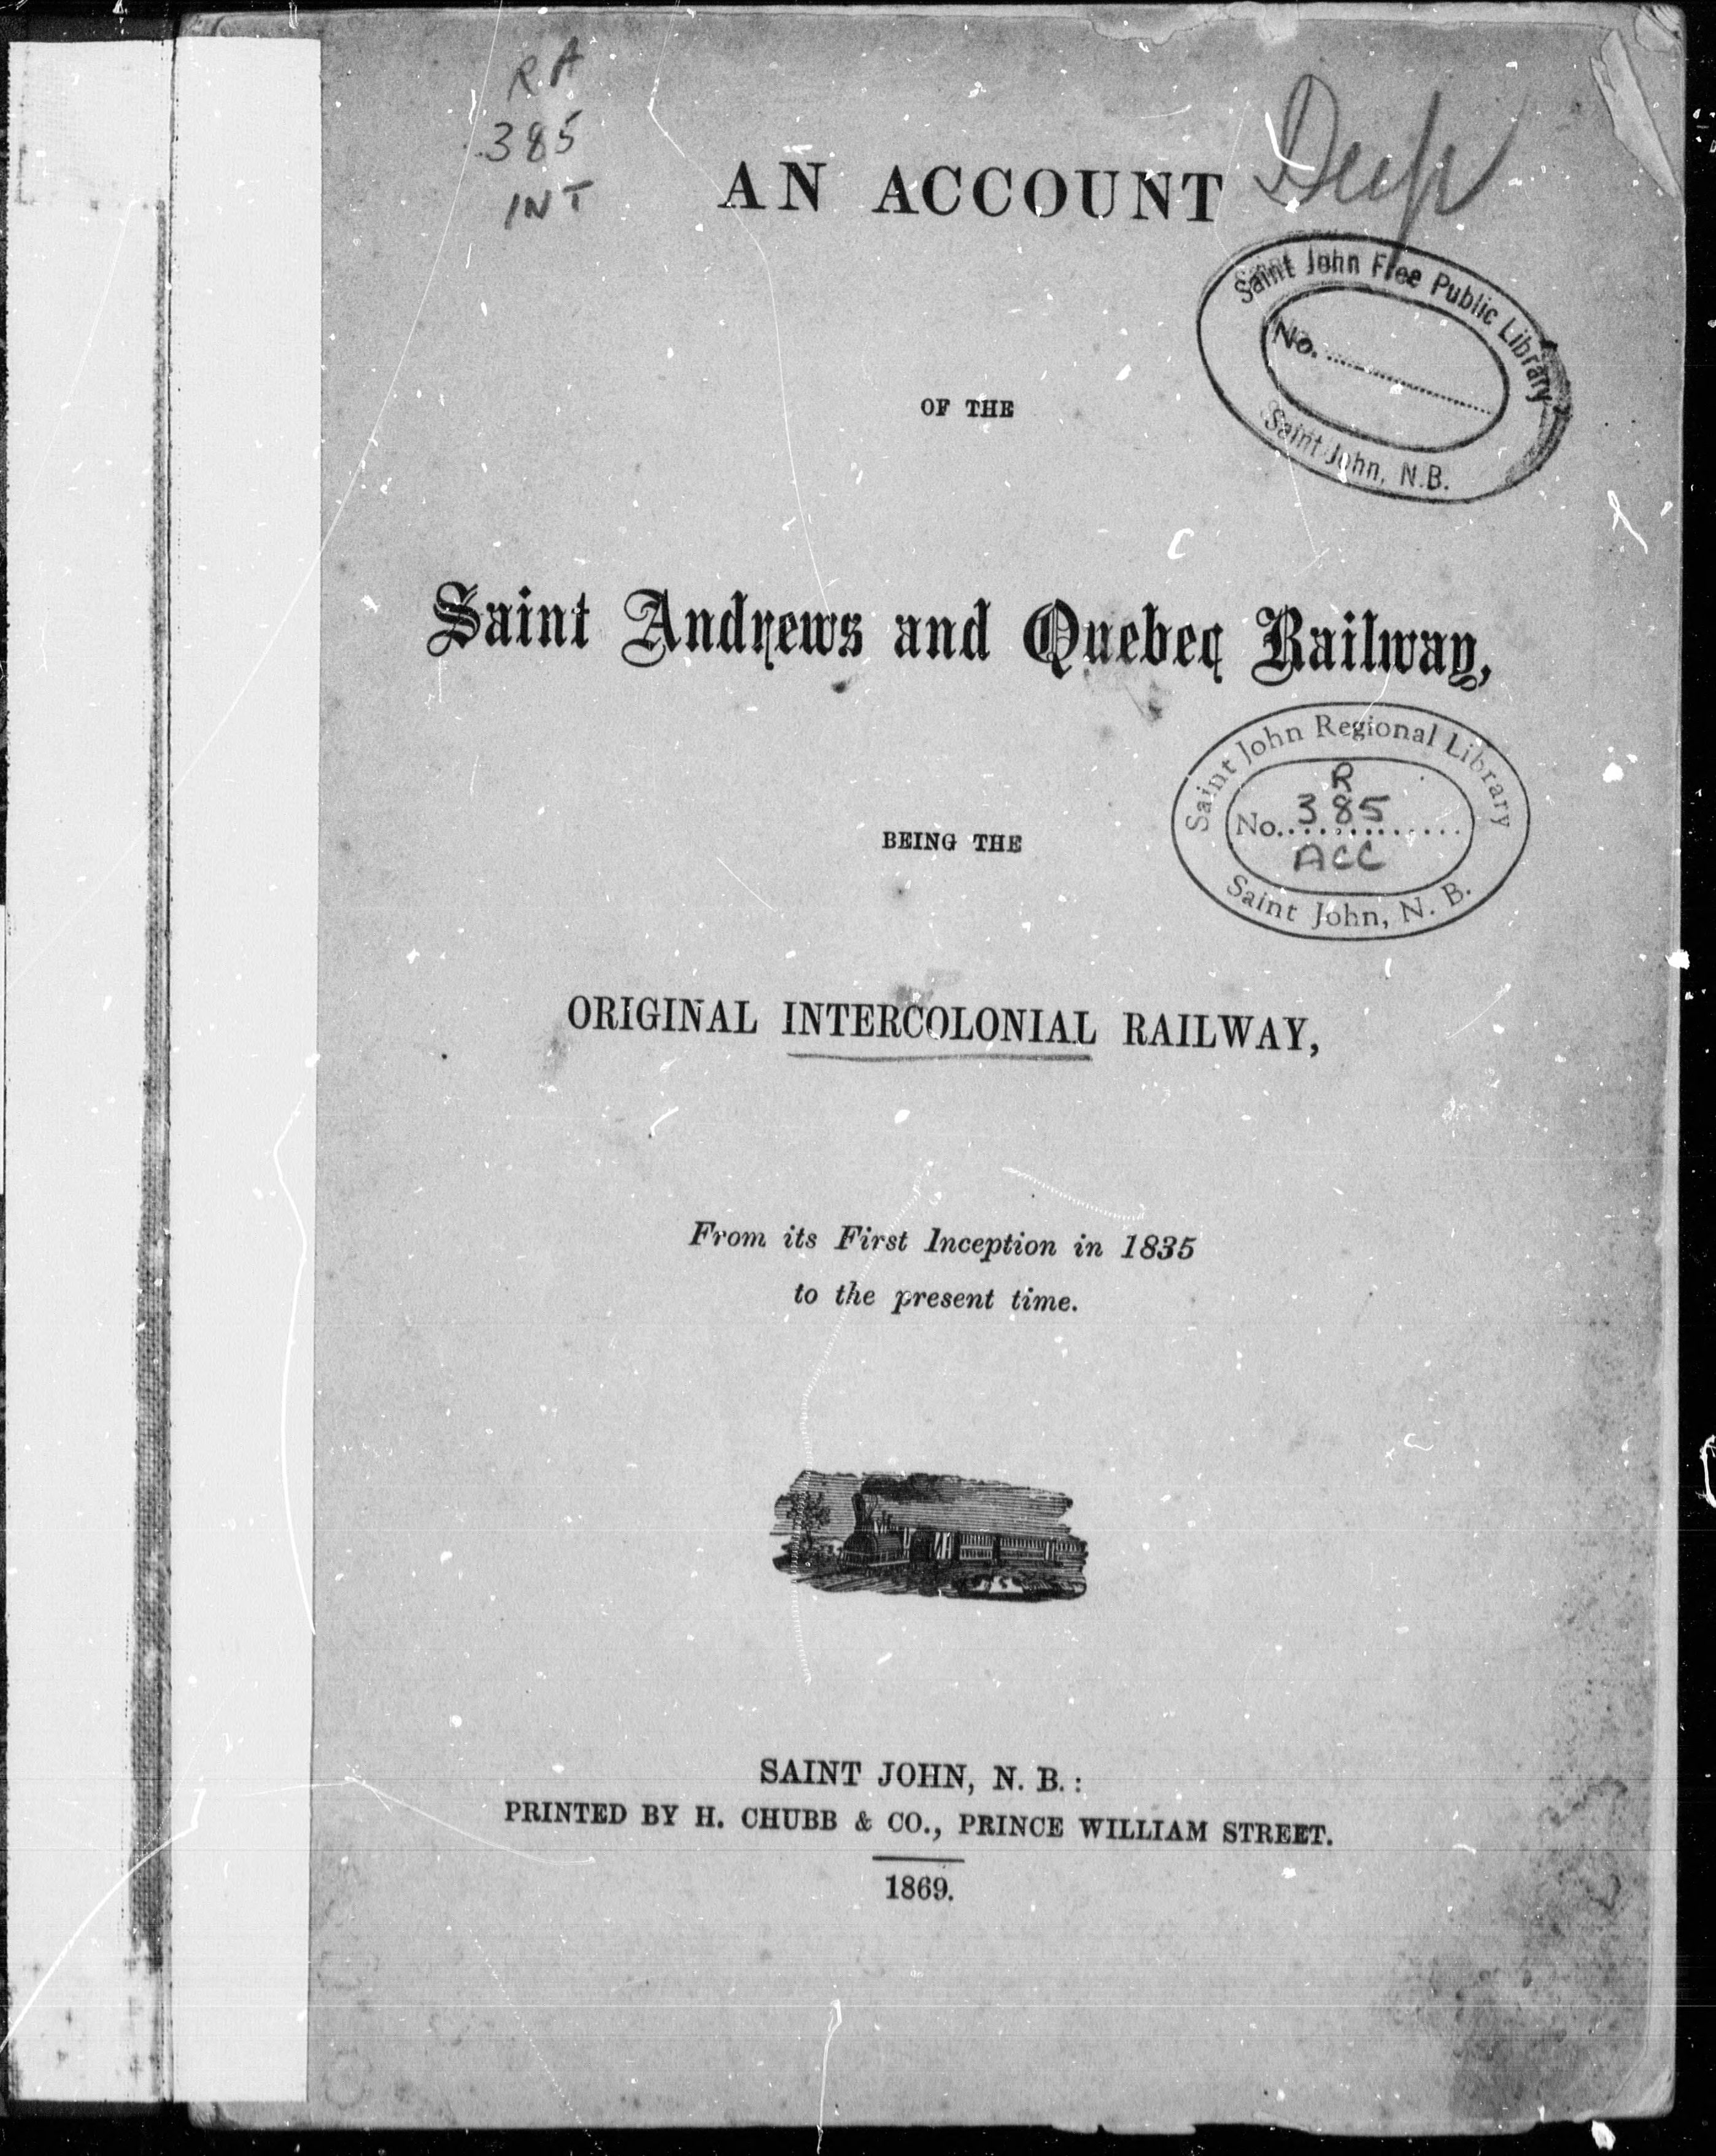 R A
385
INT
Dup
AN ACCOUNT
Saint John Free Public Library
No.
Saint John, N.B.
OF THE
Saint Andrews and Quebec Railway,
Saint John Regional Library
R
No. 385
ACC
Saint John, N. B.
BEING THE
ORIGINAL INTERCOLONIAL RAILWAY,
From its First Inception in 1835
to the present time.
SAINT JOHN, N. B.:
PRINTED BY H. CHUBB & CO., PRINCE WILLIAM STREET.
1869.